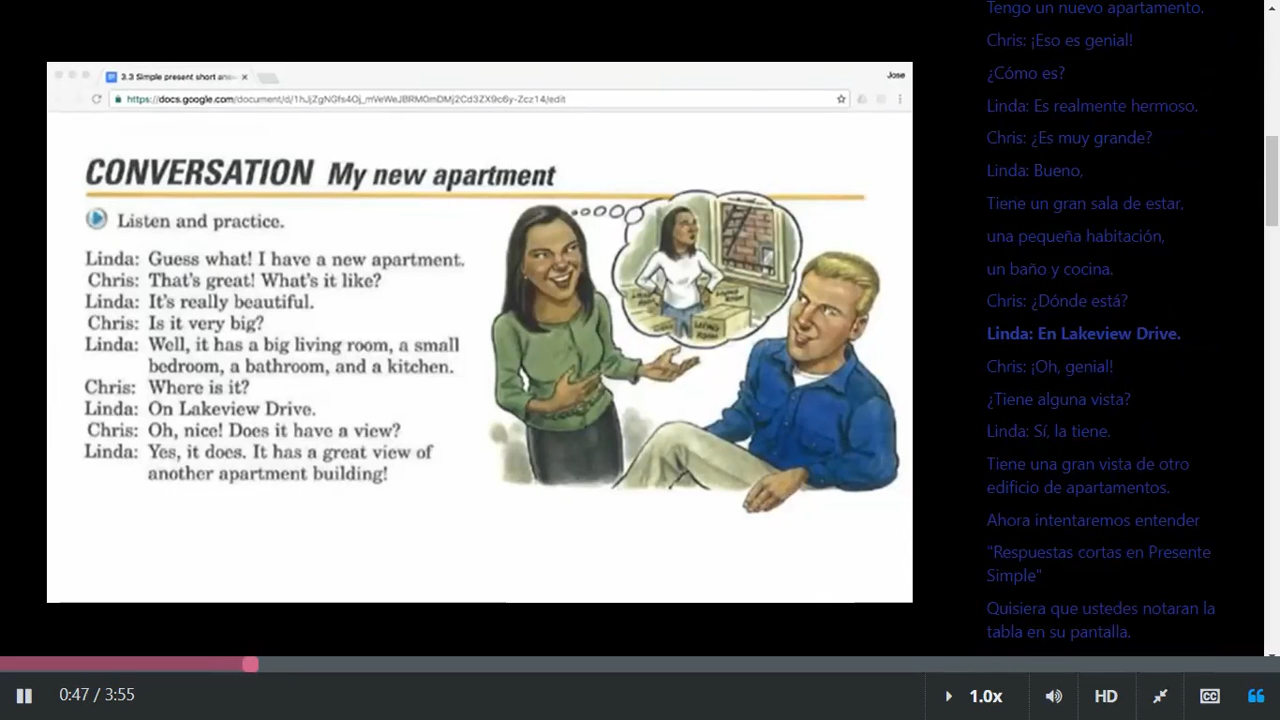 3.3 Simple present short ans
Jose
https://docs.google.com/document/d/
/edit
CONVERSATION My new apartment
Listen and practice.
Linda: Guess what! I have a new apartment.
Chris: That's great! What's it like?
Linda: It's really beautiful.
Chris: Is it very big?
Linda: Well, it has a big living room, a small
bedroom, a bathroom, and a kitchen.
Chris: Where is it?
Linda: On Lakeview Drive.
Chris: Oh, nice! Does it have a view?
Linda: Yes, it does. It has a great view of
another apartment building!
LIVING
ROOM
Tengo un nuevo apartamento.
Chris: ¡Eso es genial!
¿Cómo es?
Linda: Es realmente hermoso.
Chris: ¿Es muy grande?
Linda: Bueno,
Tiene un gran sala de estar,
una pequeña habitación,
un baño y cocina.
Chris: ¿Dónde está?
Linda: En Lakeview Drive.
Chris: ¡Oh, genial!
¿Tiene alguna vista?
Linda: Sí, la tiene.
Tiene una gran vista de otro
edificio de apartamentos.
Ahora intentaremos entender
"Respuestas cortas en Presente
Simple"
Quisiera que ustedes notaran la
tabla en su pantalla.
0:47 / 3:55
1.0x
HD
CC